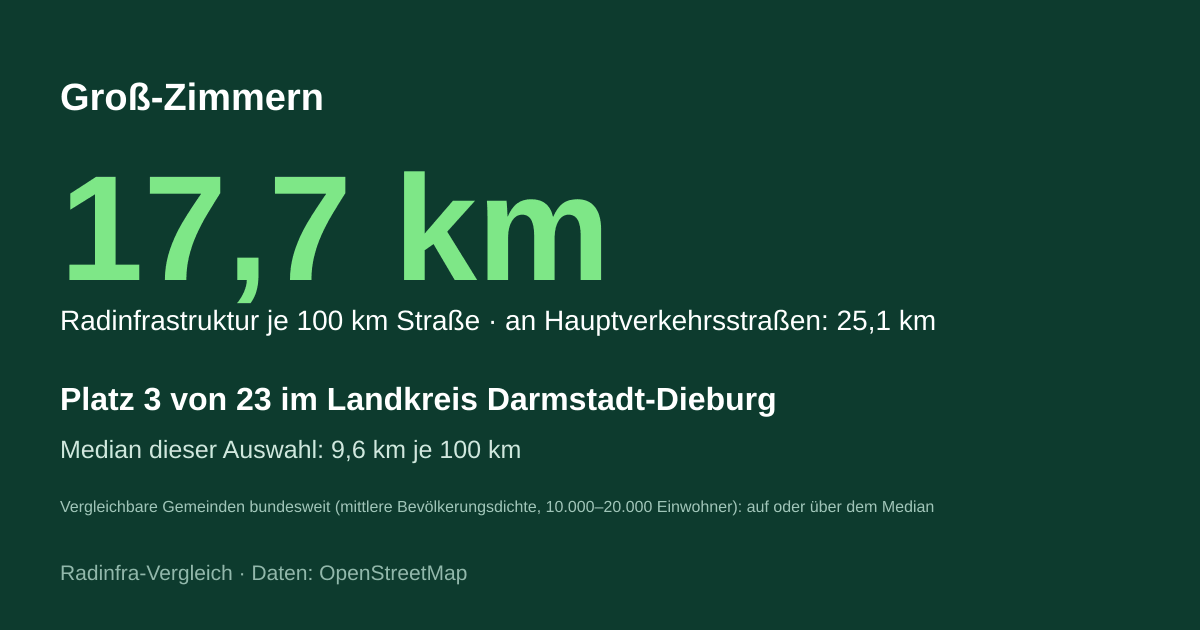 Groß-Zimmern
17,7 km
Radinfrastruktur je 100 km Straße · an Hauptverkehrsstraßen: 25,1 km
Platz 3 von 23 im Landkreis Darmstadt-Dieburg
Median dieser Auswahl: 9,6 km je 100 km
Vergleichbare Gemeinden bundesweit (mittlere Bevölkerungsdichte, 10.000–20.000 Einwohner): auf oder über dem Median
Radinfra-Vergleich · Daten: OpenStreetMap